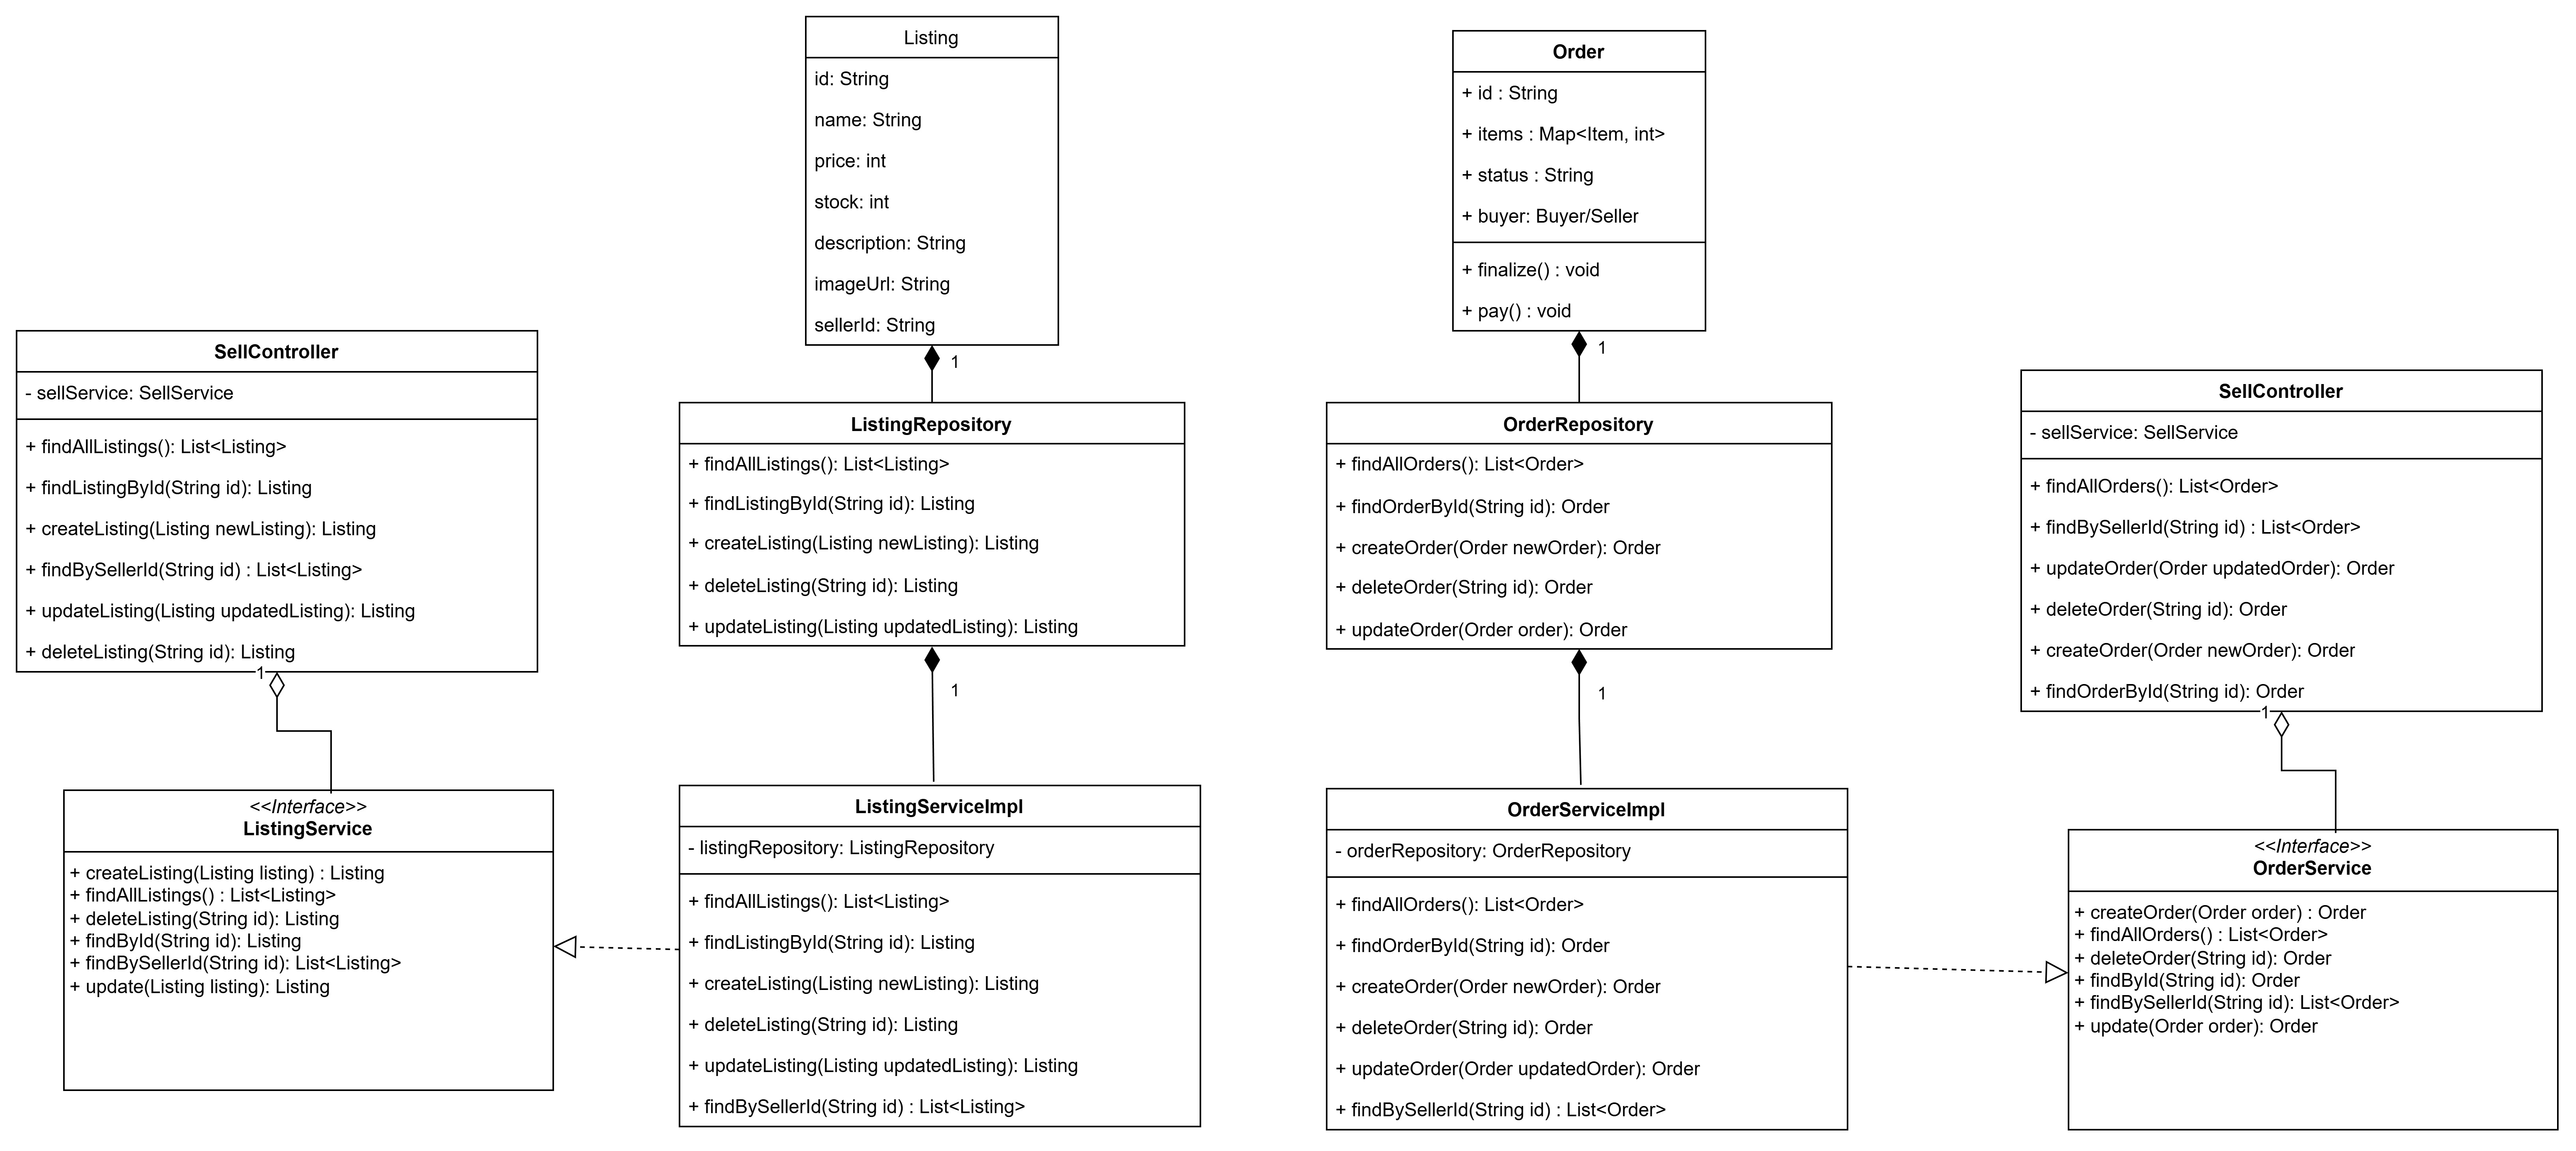 Listing
id: String
name: String
price: int
stock: int
description: String
imageUrl: String
sellerId: String
1
Order
+ id : String
+ items : Map<Item, int>
+ status : String
+ buyer: Buyer/Seller
+ finalize() : void
+ pay() : void
1
SellController
- sellService: SellService
+ findAllListings(): List<Listing>
+ findListingById(String id): Listing
+ createListing(Listing newListing): Listing
+ findBySellerId(String id) : List<Listing>
+ updateListing(Listing updatedListing): Listing
+ deleteListing(String id): Listing
1
ListingRepository
+ findAllListings(): List<Listing>
+ findListingById(String id): Listing
+ createListing(Listing newListing): Listing
+ deleteListing(String id): Listing
+ updateListing(Listing updatedListing): Listing
1
OrderRepository
+ findAllOrders(): List<Order>
+ findOrderById(String id): Order
+ createOrder(Order newOrder): Order
+ deleteOrder(String id): Order
+ updateOrder(Order order): Order
1
SellController
- sellService: SellService
+ findAllOrders(): List<Order>
+ findBySellerId(String id) : List<Order>
+ updateOrder(Order updatedOrder): Order
+ deleteOrder(String id): Order
+ createOrder(Order newOrder): Order
+ findOrderById(String id): Order
1
<<Interface>>
ListingService
+ createListing(Listing listing) : Listing
+ findAllListings() : List<Listing>
+ deleteListing(String id): Listing
+ findById(String id): Listing
+ findBySellerId(String id): List<Listing>
+ update(Listing listing): Listing
ListingServiceImpl
- listingRepository: ListingRepository
+ findAllListings(): List<Listing>
+ findListingById(String id): Listing
+ createListing(Listing newListing): Listing
+ deleteListing(String id): Listing
+ updateListing(Listing updatedListing): Listing
+ findBySellerId(String id) : List<Listing>
OrderServiceImpl
- orderRepository: OrderRepository
+ findAllOrders(): List<Order>
+ findOrderById(String id): Order
+ createOrder(Order newOrder): Order
+ deleteOrder(String id): Order
+ updateOrder(Order updatedOrder): Order
+ findBySellerId(String id) : List<Order>
<<Interface>>
OrderService
+ createOrder(Order order) : Order
+ findAllOrders() : List<Order>
+ deleteOrder(String id): Order
+ findById(String id): Order
+ findBySellerId(String id): List<Order>
+ update(Order order): Order